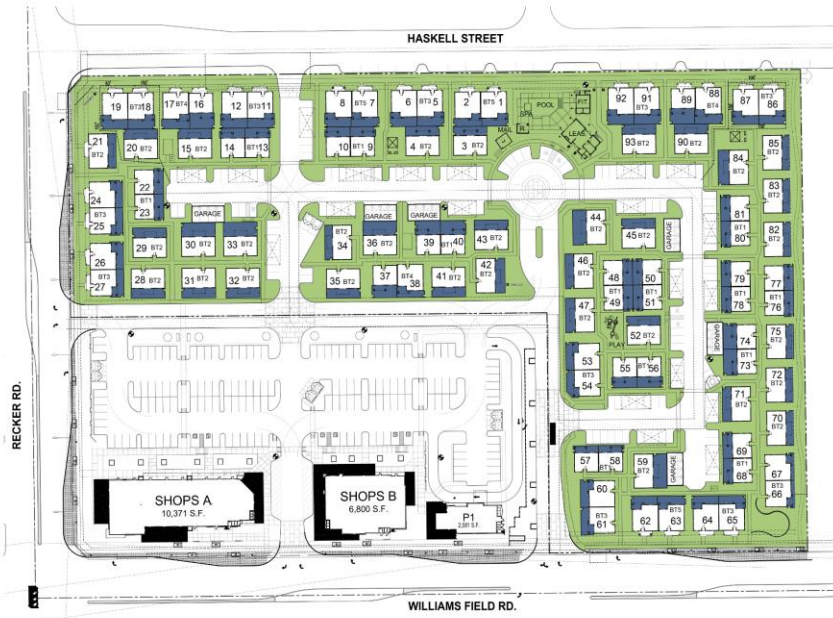 HASKELL STREET
19 BT3 18
17 BT4 16
12 BT3 11
8 BT5 7
6 BT3 5
2 BT5 1
POOL
SPA
FIT
92 BT3 91
89 BT4 88
87 BT3 86
MAIL
R
LEAS.
21 BT2
20 BT2
15 BT2
14 BT1 13
10 BT1 9
4 BT2
3 BT2
93 BT2
90 BT2
84 BT2
85 BT2
22 BT1 23
24 BT3 25
GARAGE
GARAGE
GARAGE
83 BT2
81 BT1 80
82 BT2
29 BT2
30 BT2
33 BT2
BT2 34
36 BT2
39 BT1 40
43 BT2
44 BT2
45 BT2
GARAGE
26 BT3 27
28 BT2
31 BT2
32 BT2
35 BT2
37 BT4 38
41 BT2
42 BT2
46 BT2
48 BT1 49
50 BT1 51
79 BT1 78
77 BT1 76
47 BT2
52 BT2
PLAY
GARAGE
74 BT1 73
75 BT2
53 BT3 54
55 BT1 56
72 BT2
71 BT2
70 BT2
RECKER RD.
57 BT1 58
59 BT2
GARAGE
69 BT1 68
67 BT3 66
60 BT3 61
62 BT5 63
64 BT3 65
SHOPS A
10,371 S.F.
SHOPS B
6,800 S.F.
P1
WILLIAMS FIELD RD.